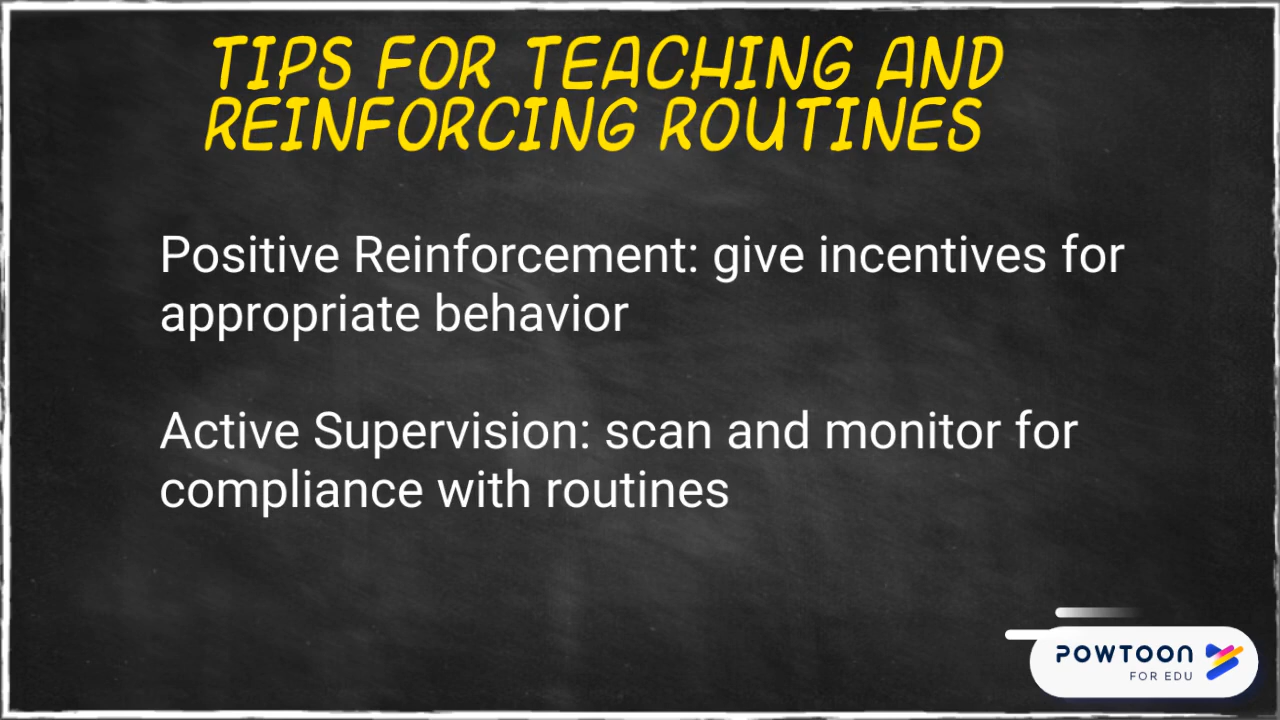 TIPS FOR TEACHING AND
REINFORCING ROUTINES
Positive Reinforcement: give incentives for
appropriate behavior
Active Supervision: scan and monitor for
compliance with routines
POWTOON
FOR EDU